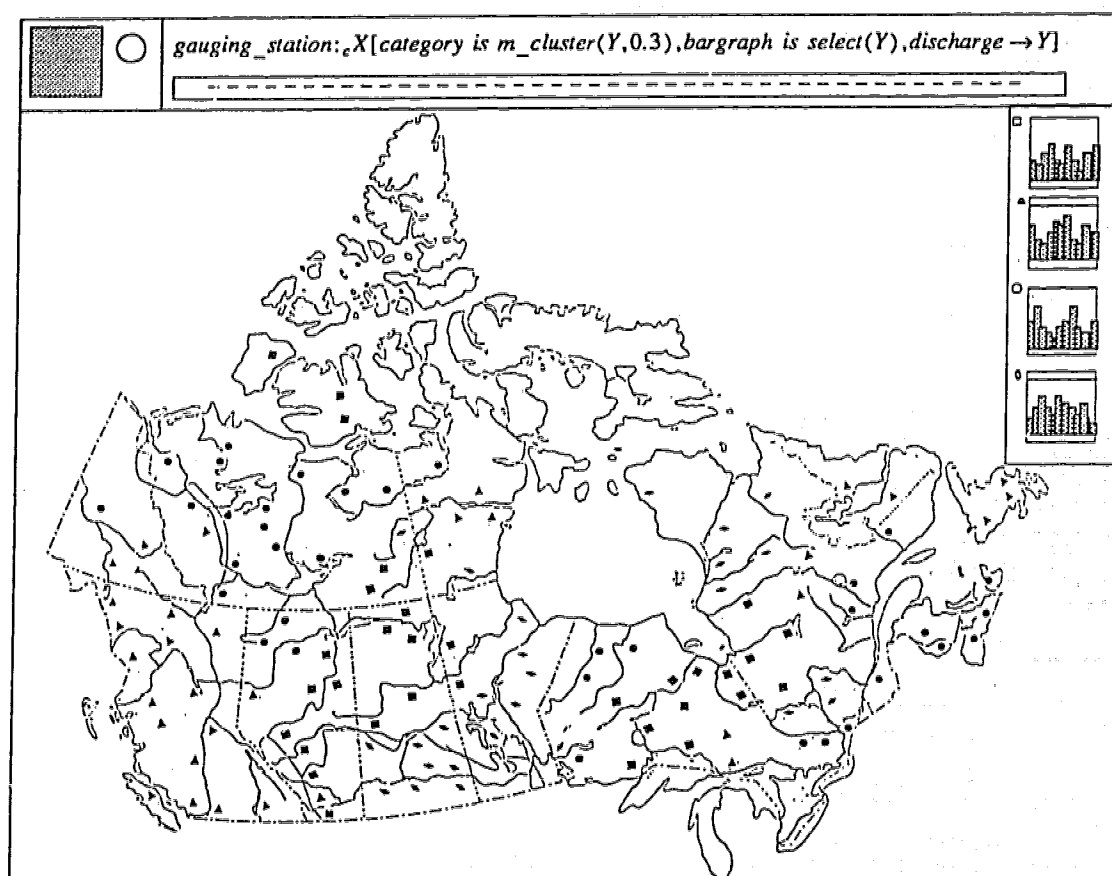 gauging_station:ₑX[category is m_cluster(Y,0.3),bargraph is select(Y),discharge → Y]